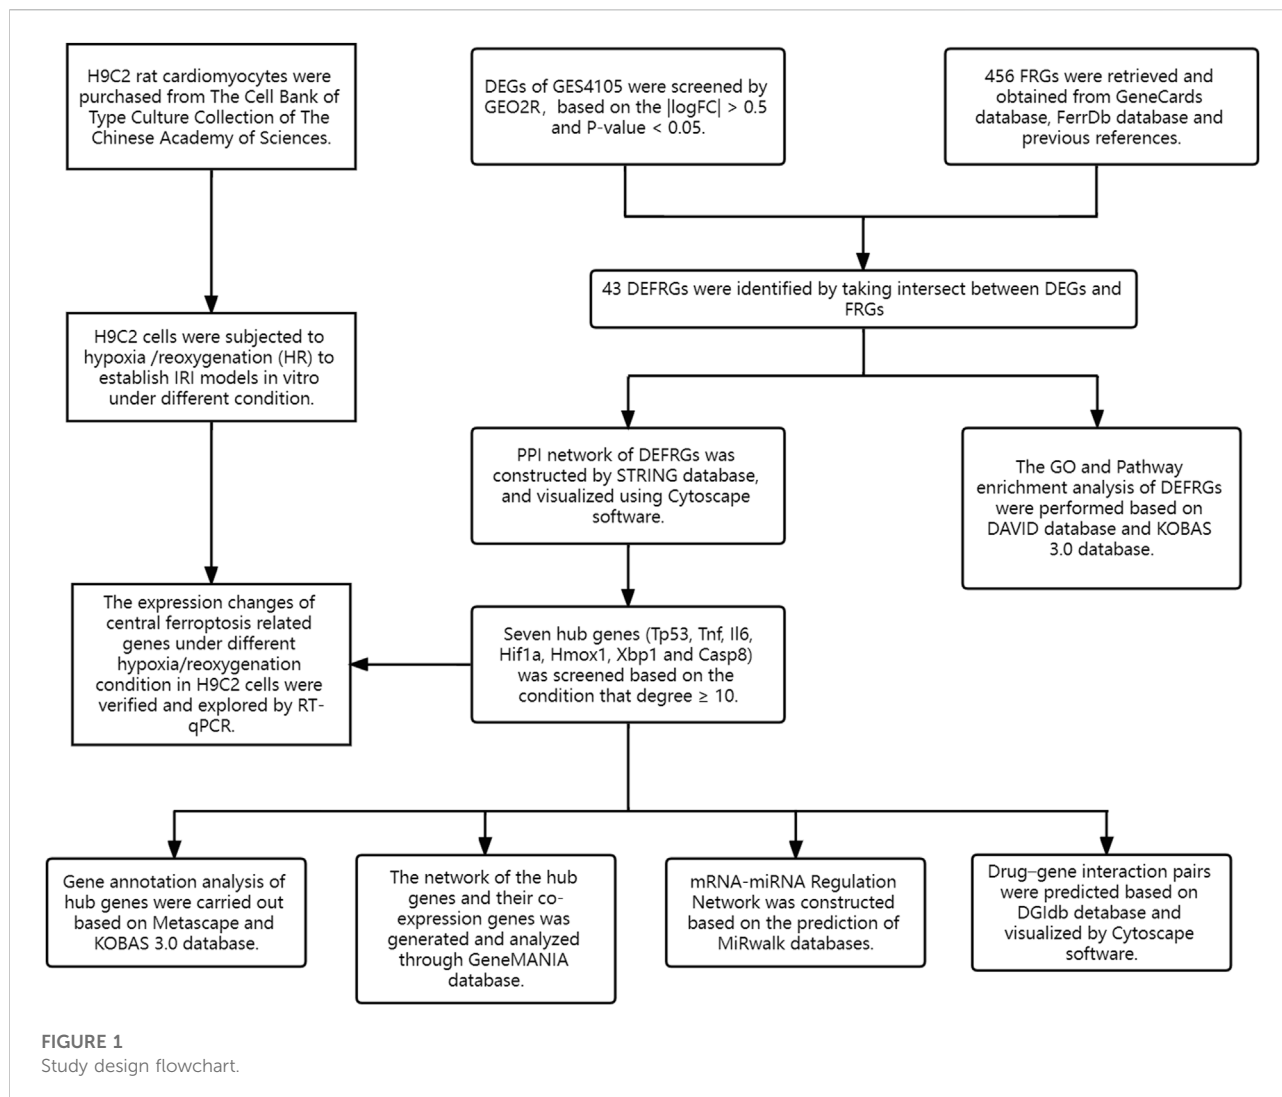 H9C2 rat cardiomyocytes were
purchased from The Cell Bank of
Type Culture Collection of The
Chinese Academy of Sciences.
DEGs of GES4105 were screened by
GEO2R，based on the |logFC| > 0.5
and P-value < 0.05.
456 FRGs were retrieved and
obtained from GeneCards
database, FerrDb database and
previous references.
43 DEFRGs were identified by taking intersect between DEGs and
FRGs
H9C2 cells were subjected to
hypoxia /reoxygenation (HR) to
establish IRI models in vitro
under different condition.
PPI network of DEFRGs was
constructed by STRING database,
and visualized using Cytoscape
software.
The GO and Pathway
enrichment analysis of DEFRGs
were performed based on
DAVID database and KOBAS
3.0 database.
The expression changes of
central ferroptosis related
genes under different
hypoxia/reoxygenation
condition in H9C2 cells were
verified and explored by RT-
qPCR.
Seven hub genes (Tp53, Tnf, Il6,
Hif1a, Hmox1, Xbp1 and Casp8)
was screened based on the
condition that degree ≥ 10.
Gene annotation analysis of
hub genes were carried out
based on Metascape and
KOBAS 3.0 database.
The network of the hub
genes and their co-
expression genes was
generated and analyzed
through GeneMANIA
database.
mRNA-miRNA Regulation
Network was constructed
based on the prediction of
MiRwalk databases.
Drug–gene interaction pairs
were predicted based on
DGIdb detabase and
visualized by Cytoscape
software.
FIGURE 1
Study design flowchart.